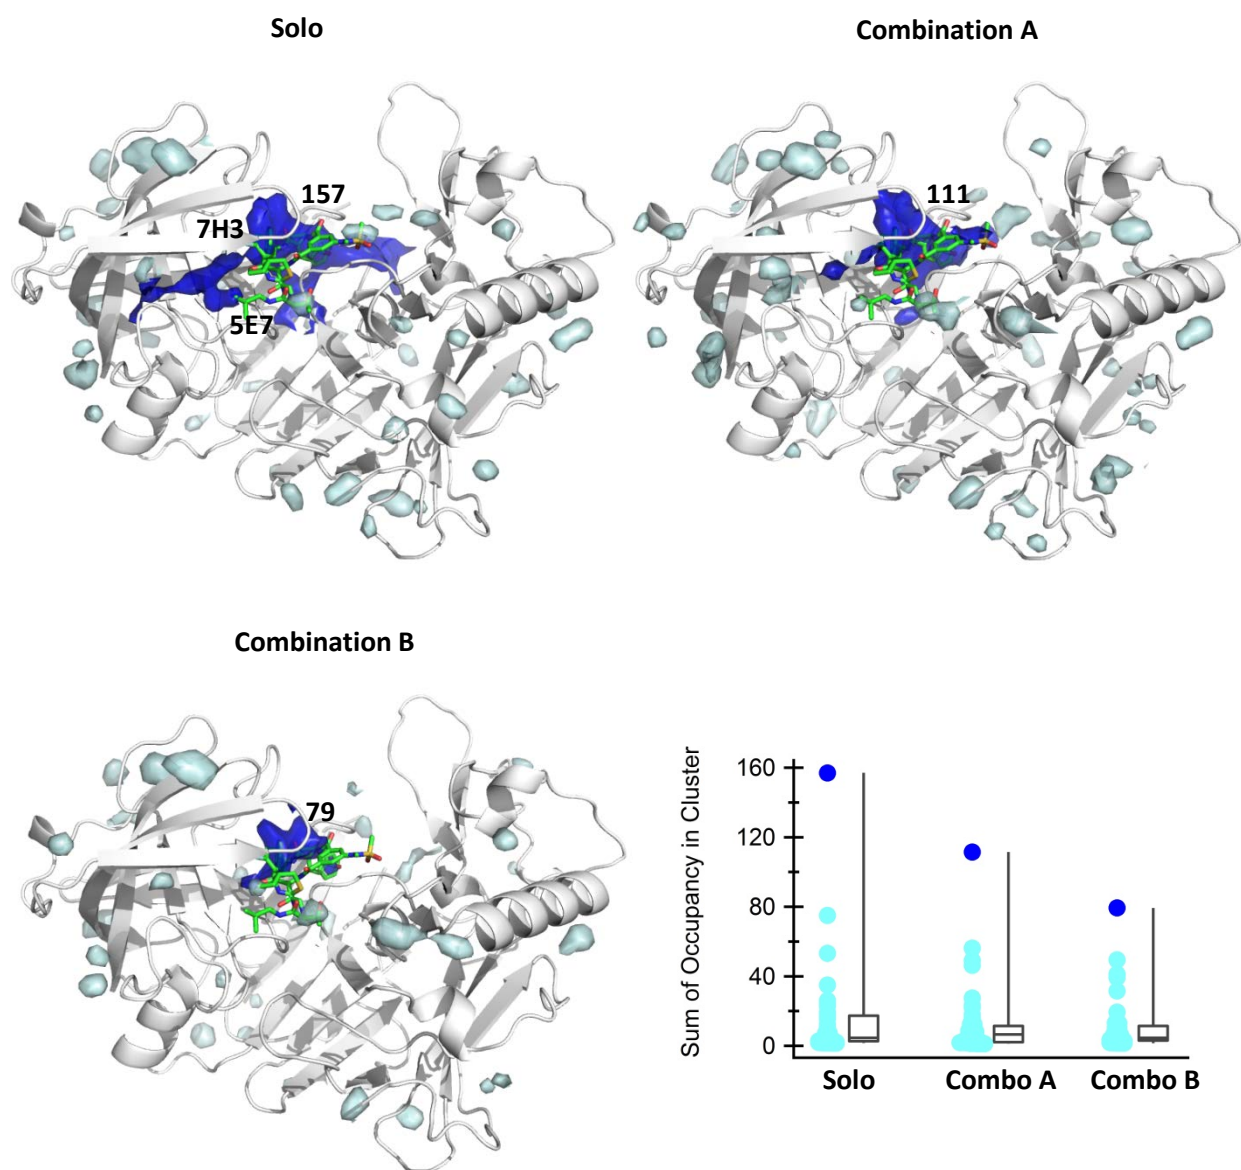 Solo
Combination A
157
7H3
5E7
111
Combination B
79
Sum of Occupancy in Cluster
160
120
80
40
0
Solo
Combo A
Combo B